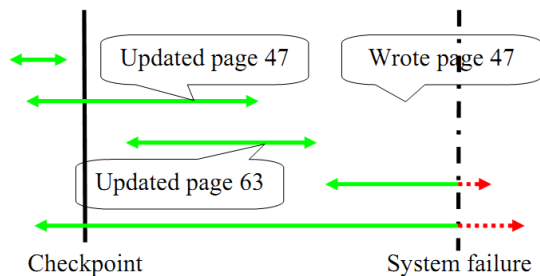 Updated page 47
Wrote page 47
Updated page 63
Checkpoint
System failure